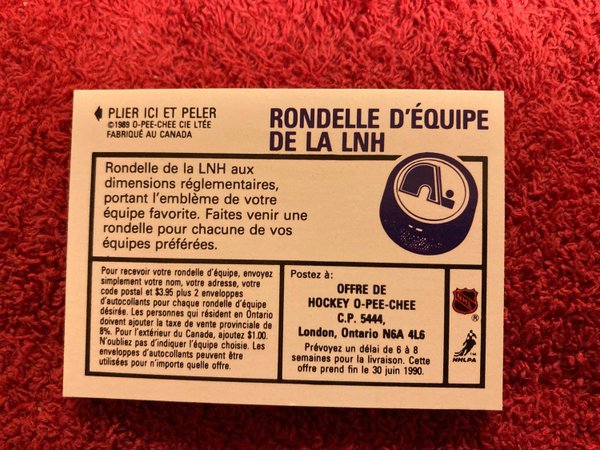 PLIER ICI ET PELER
©1989 O-PEE-CHEE CIE LTÉE
FABRIQUÉ AU CANADA
RONDELLE D'ÉQUIPE
DE LA LNH
Rondelle de la LNH aux
dimensions réglementaires,
portant l'emblème de votre
équipe favorite. Faites venir une
rondelle pour chacune de vos
équipes préférées.
Pour recevoir votre rondelle d'équipe, envoyez
simplement votre nom, votre adresse, votre
code postal et $3.95 plus 2 enveloppes
d'autocollants pour chaque rondelle d'équipe
désirée. Les personnes qui résident en Ontario
doivent ajouter la taxe de vente provinciale de
8%. Pour l'extérieur du Canada, ajoutez $1.00.
N'oubliez pas d'indiquer l'équipe choisie. Les
enveloppes d'autocollants peuvent être
utilisées pour n'importe quelle offre.
Postez à:
OFFRE DE
HOCKEY O-PEE-CHEE
C.P. 5444,
London, Ontario N6A 4L6
Prévoyez un délai de 6 à 8
semaines pour la livraison. Cette
offre prend fin le 30 juin 1990.
NHL
®
TM
NHLPA